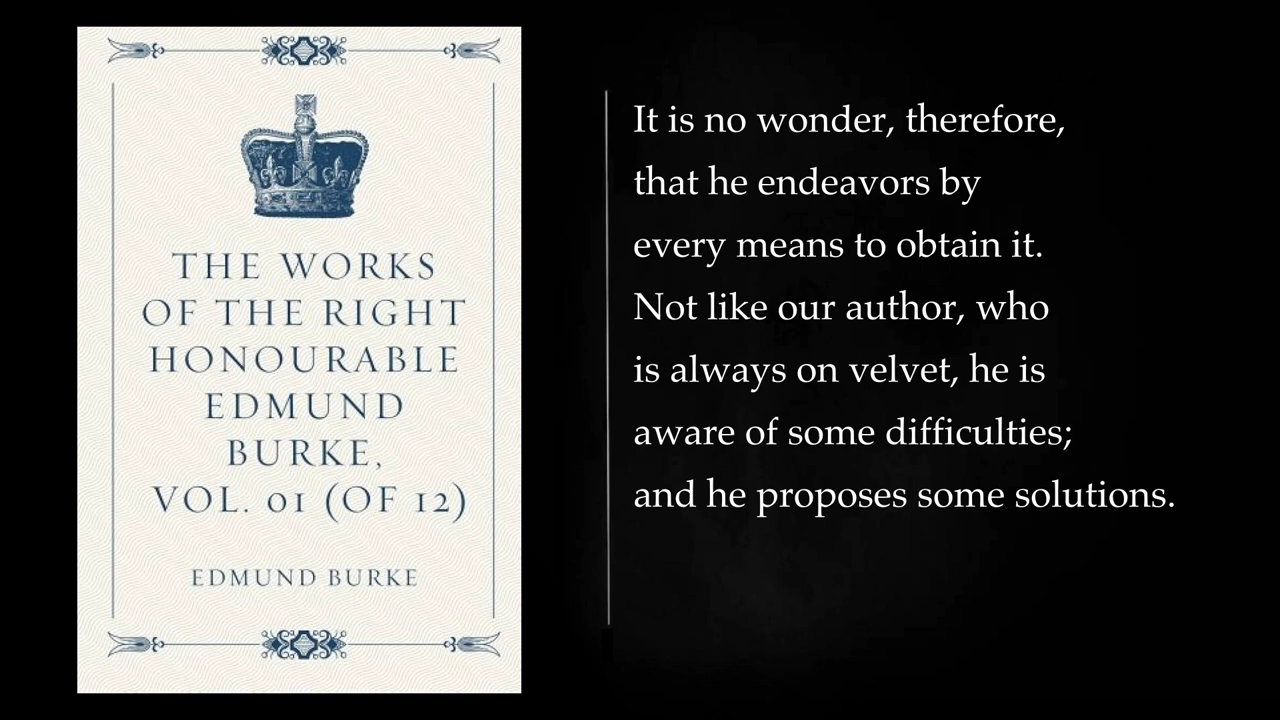 THE WORKS
OF THE RIGHT
HONOURABLE
EDMUND
BURKE,
VOL. 01 (OF 12)
EDMUND BURKE
It is no wonder, therefore,
that he endeavors by
every means to obtain it.
Not like our author, who
is always on velvet, he is
aware of some difficulties;
and he proposes some solutions.